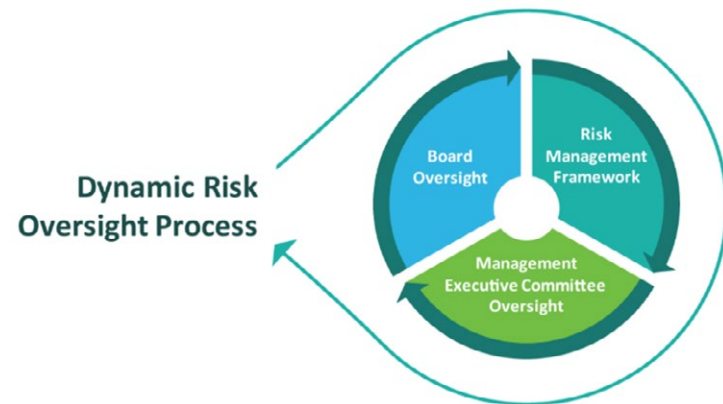 Dynamic Risk
Oversight Process
Board
Oversight
Risk
Management
Framework
Management
Executive Committee
Oversight